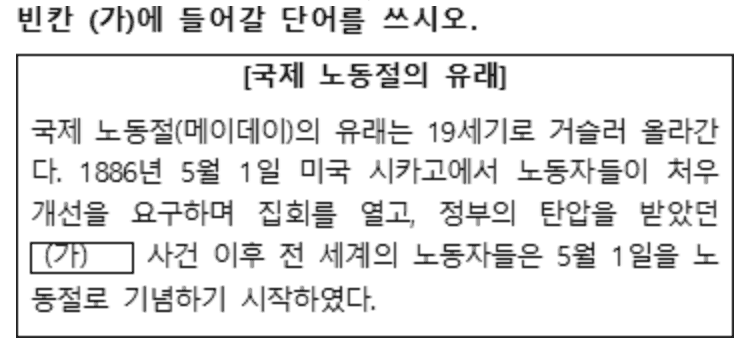 빈칸 (가)에 들어갈 단어를 쓰시오.
[국제 노동절의 유래]
국제 노동절(메이데이)의 유래는 19세기로 거슬러 올라간
다. 1886년 5월 1일 미국 시카고에서 노동자들이 처우
개선을 요구하며 집회를 열고, 정부의 탄압을 받았던
(가) 사건 이후 전 세계의 노동자들은 5월 1일을 노
동절로 기념하기 시작하였다.